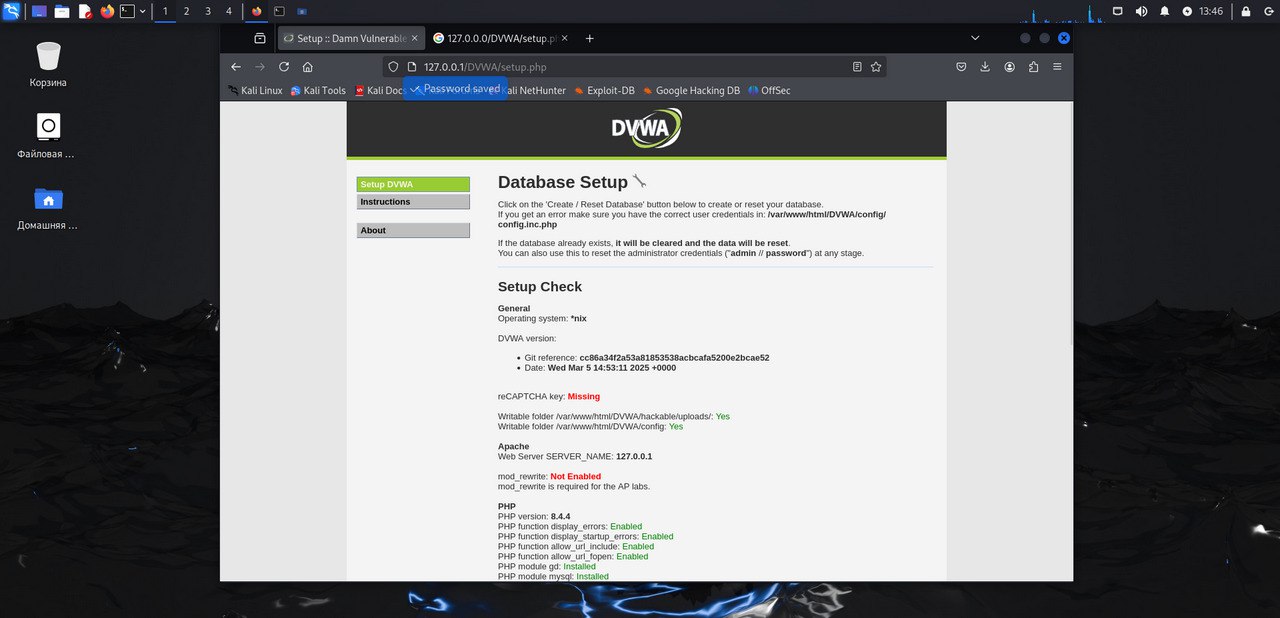 1 2 3 4 13:46
Корзина
Файловая ...
Домашняя ...
Setup :: Damn Vulnerable
127.0.0.0/DVWA/setup.p
127.0.0.1/DVWA/setup.php
Kali Linux Kali Tools Kali Docs Kali NetHunter Exploit-DB Google Hacking DB OffSec
Password saved
DVWA
Setup DVWA
Instructions
About
Database Setup
Click on the 'Create / Reset Database' button below to create or reset your database.
If you get an error make sure you have the correct user credentials in: /var/www/html/DVWA/config/
config.inc.php
If the database already exists, it will be cleared and the data will be reset.
You can also use this to reset the administrator credentials ("admin // password") at any stage.
Setup Check
General
Operating system: *nix
DVWA version:
• Git reference: cc86a34f2a53a81853538acbcafa5200e2bcae52
• Date: Wed Mar 5 14:53:11 2025 +0000
reCAPTCHA key: Missing
Writable folder /var/www/html/DVWA/hackable/uploads/: Yes
Writable folder /var/www/html/DVWA/config: Yes
Apache
Web Server SERVER_NAME: 127.0.0.1
mod_rewrite: Not Enabled
mod_rewrite is required for the AP labs.
PHP
PHP version: 8.4.4
PHP function display_errors: Enabled
PHP function display_startup_errors: Enabled
PHP function allow_url_include: Enabled
PHP function allow_url_fopen: Enabled
PHP module gd: Installed
PHP module mysql: Installed